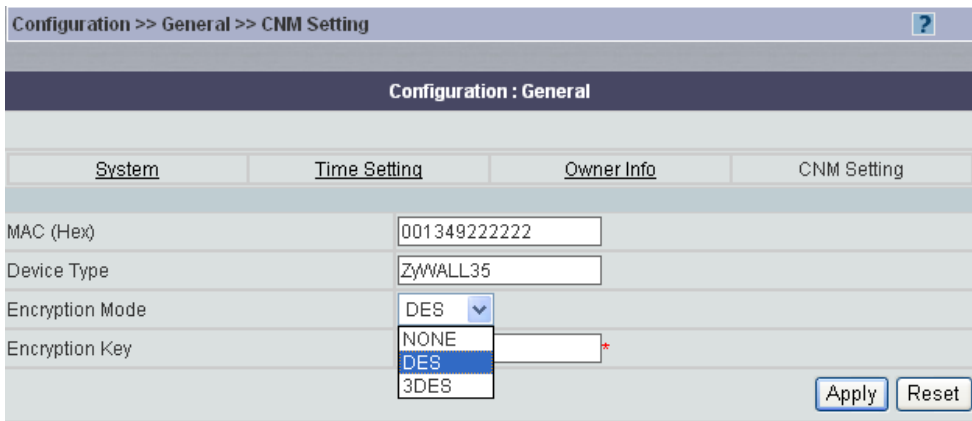 Configuration >> General >> CNM Setting ?
Configuration : General
System Time Setting Owner Info CNM Setting
MAC (Hex) 001349222222
Device Type ZyWALL35
Encryption Mode DES
NONE
Encryption Key *
DES
3DES
Apply Reset